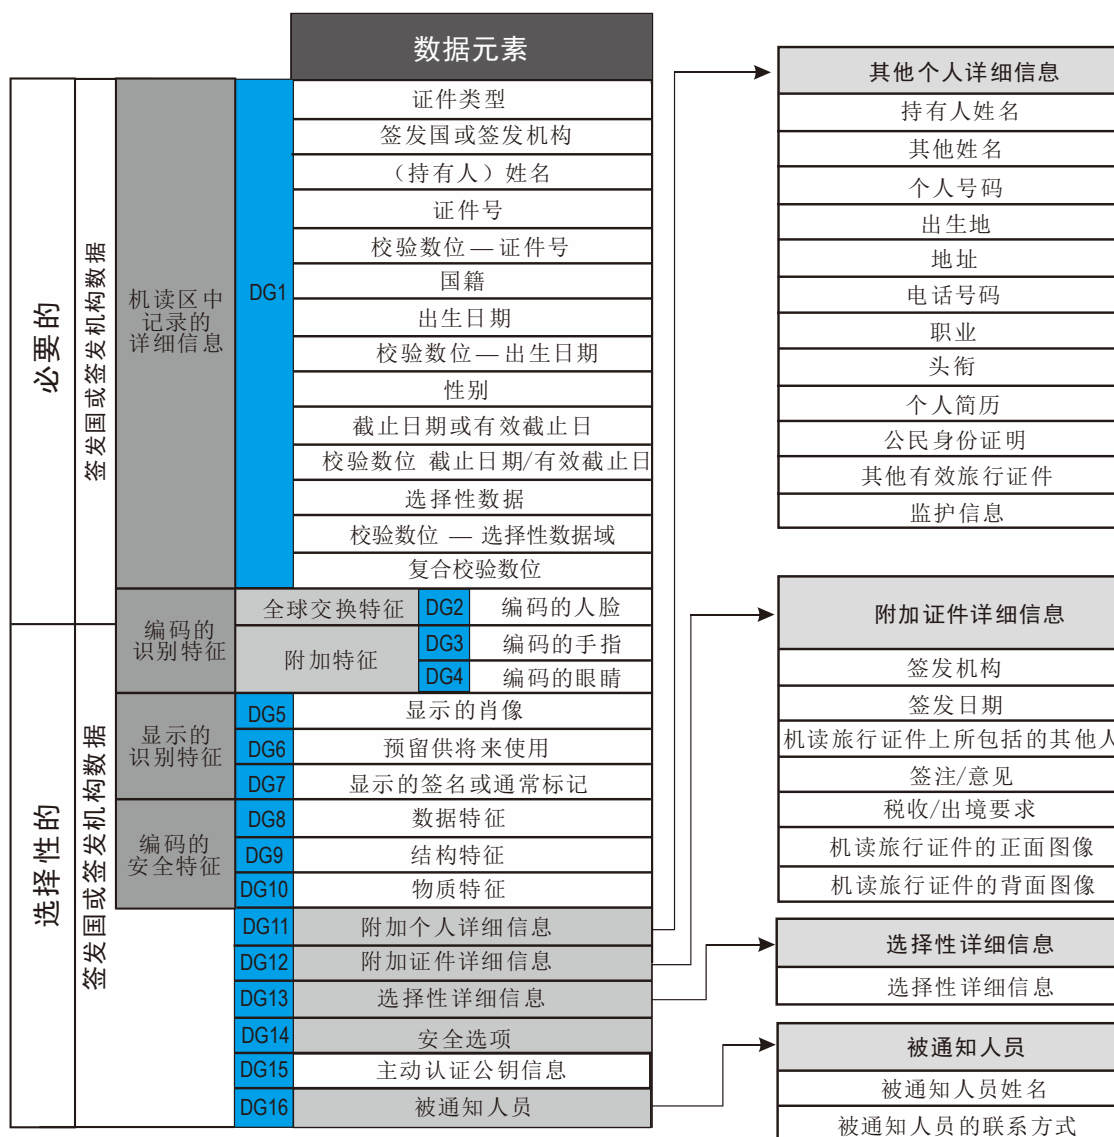 数据元素
必要的
签发国或签发机构数据
机读区中
记录的
详细信息
DG1
证件类型
签发国或签发机构
（持有人）姓名
证件号
校验数位 — 证件号
国籍
出生日期
校验数位 — 出生日期
性别
截止日期或有效截止日
校验数位 截止日期/有效截止日
选择性数据
校验数位 — 选择性数据域
复合校验数位
编码的
识别特征
全球交换特征
DG2
编码的人脸
选择性的
签发国或签发机构数据
附加特征
DG3
编码的手指
DG4
编码的眼睛
显示的
识别特征
DG5
显示的肖像
DG6
预留供将来使用
DG7
显示的签名或通常标记
编码的
安全特征
DG8
数据特征
DG9
结构特征
DG10
物质特征
DG11
附加个人详细信息
DG12
附加证件详细信息
DG13
选择性详细信息
DG14
安全选项
DG15
主动认证公钥信息
DG16
被通知人员
其他个人详细信息
持有人姓名
其他姓名
个人号码
出生地
地址
电话号码
职业
头衔
个人简历
公民身份证明
其他有效旅行证件
监护信息
附加证件详细信息
签发机构
签发日期
机读旅行证件上所包括的其他人
签注/意见
税收/出境要求
机读旅行证件的正面图像
机读旅行证件的背面图像
选择性详细信息
选择性详细信息
被通知人员
被通知人员姓名
被通知人员的联系方式